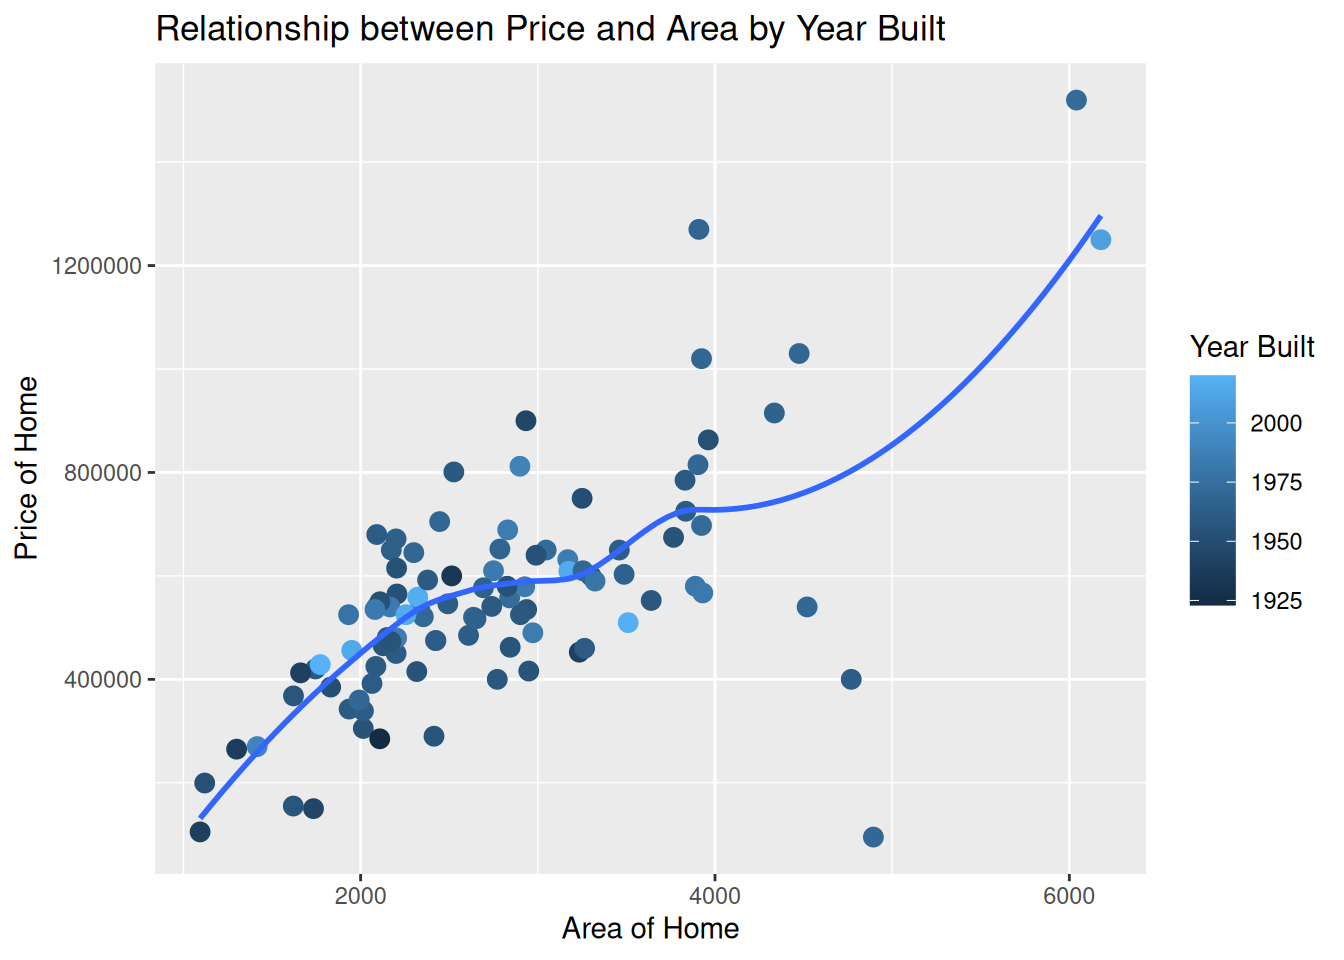 Relationship between Price and Area by Year Built
1200000
800000
400000
Price of Home
2000
4000
6000
Area of Home
Year Built
2000
1975
1950
1925